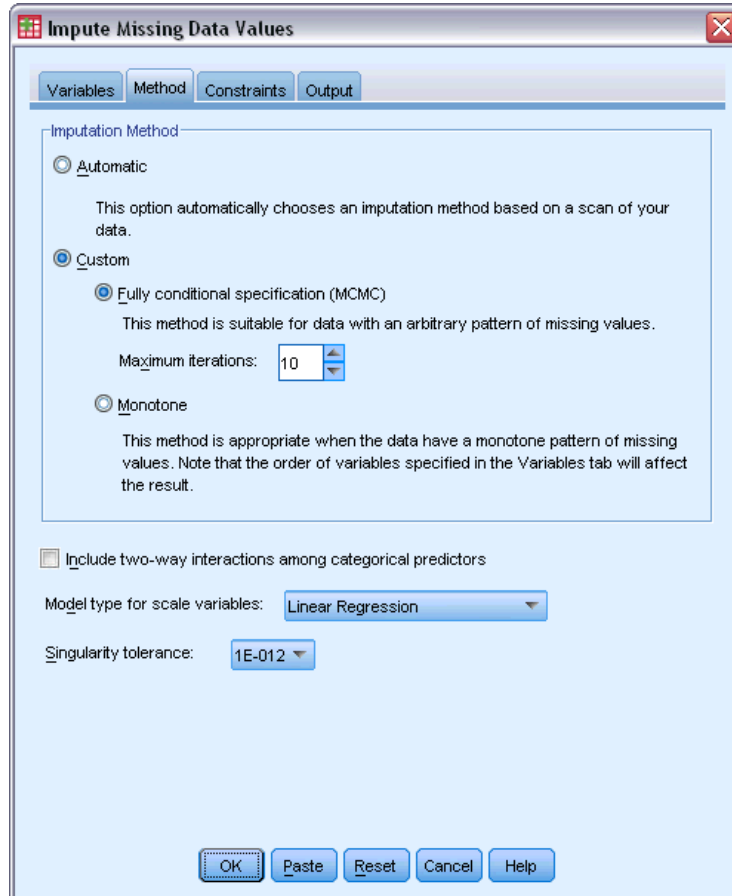 Impute Missing Data Values
Variables Method Constraints Output
Imputation Method
Automatic
This option automatically chooses an imputation method based on a scan of your
data.
Custom
Fully conditional specification (MCMC)
This method is suitable for data with an arbitrary pattern of missing values.
Maximum iterations: 10
Monotone
This method is appropriate when the data have a monotone pattern of missing
values. Note that the order of variables specified in the Variables tab will affect
the result.
Include two-way interactions among categorical predictors
Model type for scale variables: Linear Regression
Singularity tolerance: 1E-012
OK Paste Reset Cancel Help